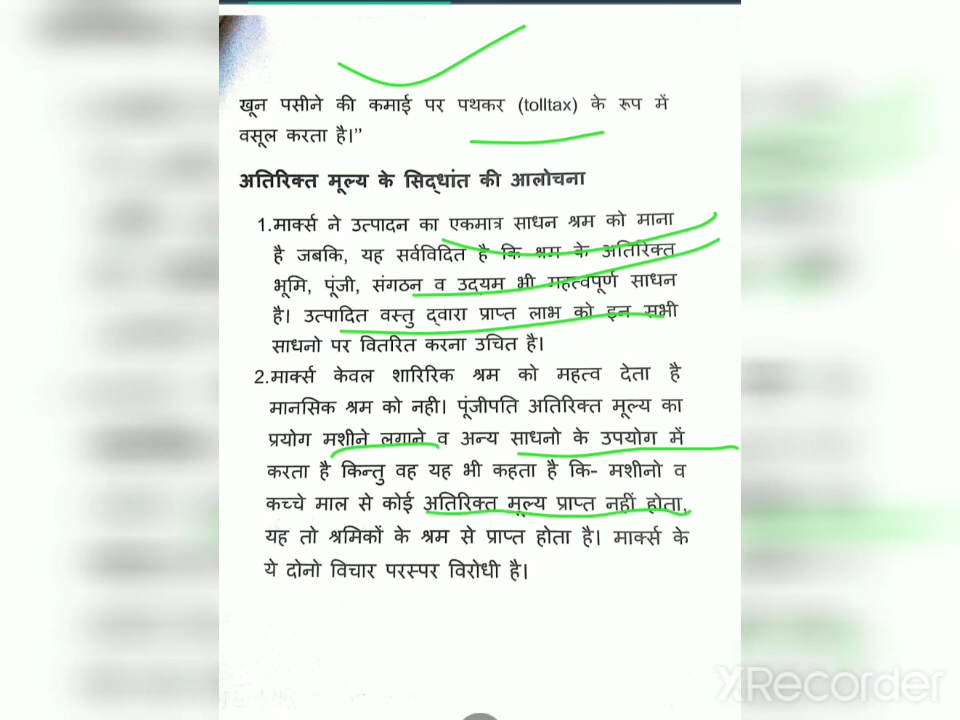 खून पसीने की कमाई पर पथकर (tolltax) के रूप में
वसूल करता है।”
अतिरिक्त मूल्य के सिद्धांत की आलोचना
1.मार्क्स ने उत्पादन का एकमात्र साधन श्रम को माना
है जबकि, यह सर्वविदित है कि श्रम के अतिरिक्त
भूमि, पूंजी, संगठन व उद्यम भी महत्वपूर्ण साधन
है। उत्पादित वस्तु द्वारा प्राप्त लाभ को इन सभी
साधनो पर वितरित करना उचित है।
2.मार्क्स केवल शारिरिक श्रम को महत्व देता है
मानसिक श्रम को नही। पूंजीपति अतिरिक्त मूल्य का
प्रयोग मशीने लगाने व अन्य साधनो के उपयोग में
करता है किन्तु वह यह भी कहता है कि- मशीनो व
कच्चे माल से कोई अतिरिक्त मूल्य प्राप्त नहीं होता,
यह तो श्रमिकों के श्रम से प्राप्त होता है। मार्क्स के
ये दोनो विचार परस्पर विरोधी है।
XRecorder